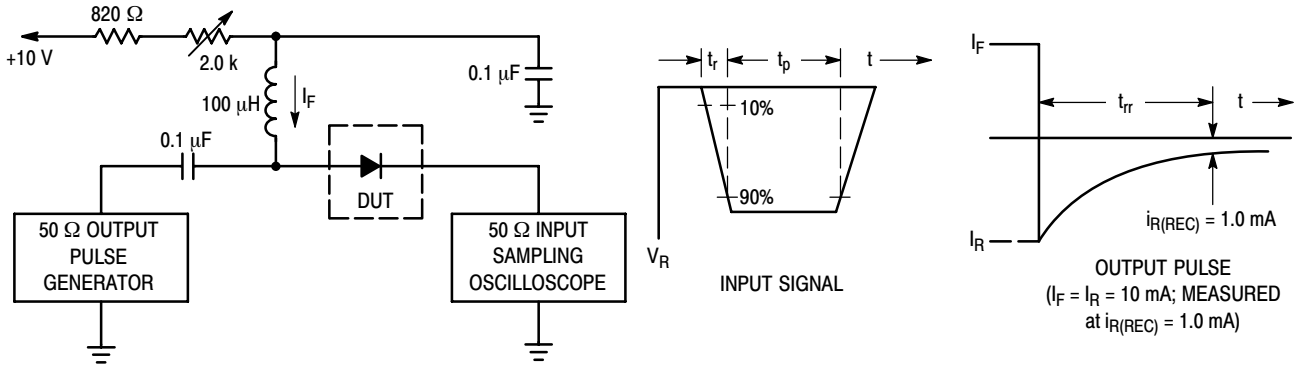 820 Ω
+10 V
2.0 k
100 μH
I_F
0.1 μF
0.1 μF
DUT
50 Ω OUTPUT
PULSE
GENERATOR
50 Ω INPUT
SAMPLING
OSCILLOSCOPE
t_r
t_p
t
10%
90%
V_R
INPUT SIGNAL
I_F
t_rr
t
i_R(REC) = 1.0 mA
I_R
OUTPUT PULSE
(I_F = I_R = 10 mA; MEASURED
at i_R(REC) = 1.0 mA)